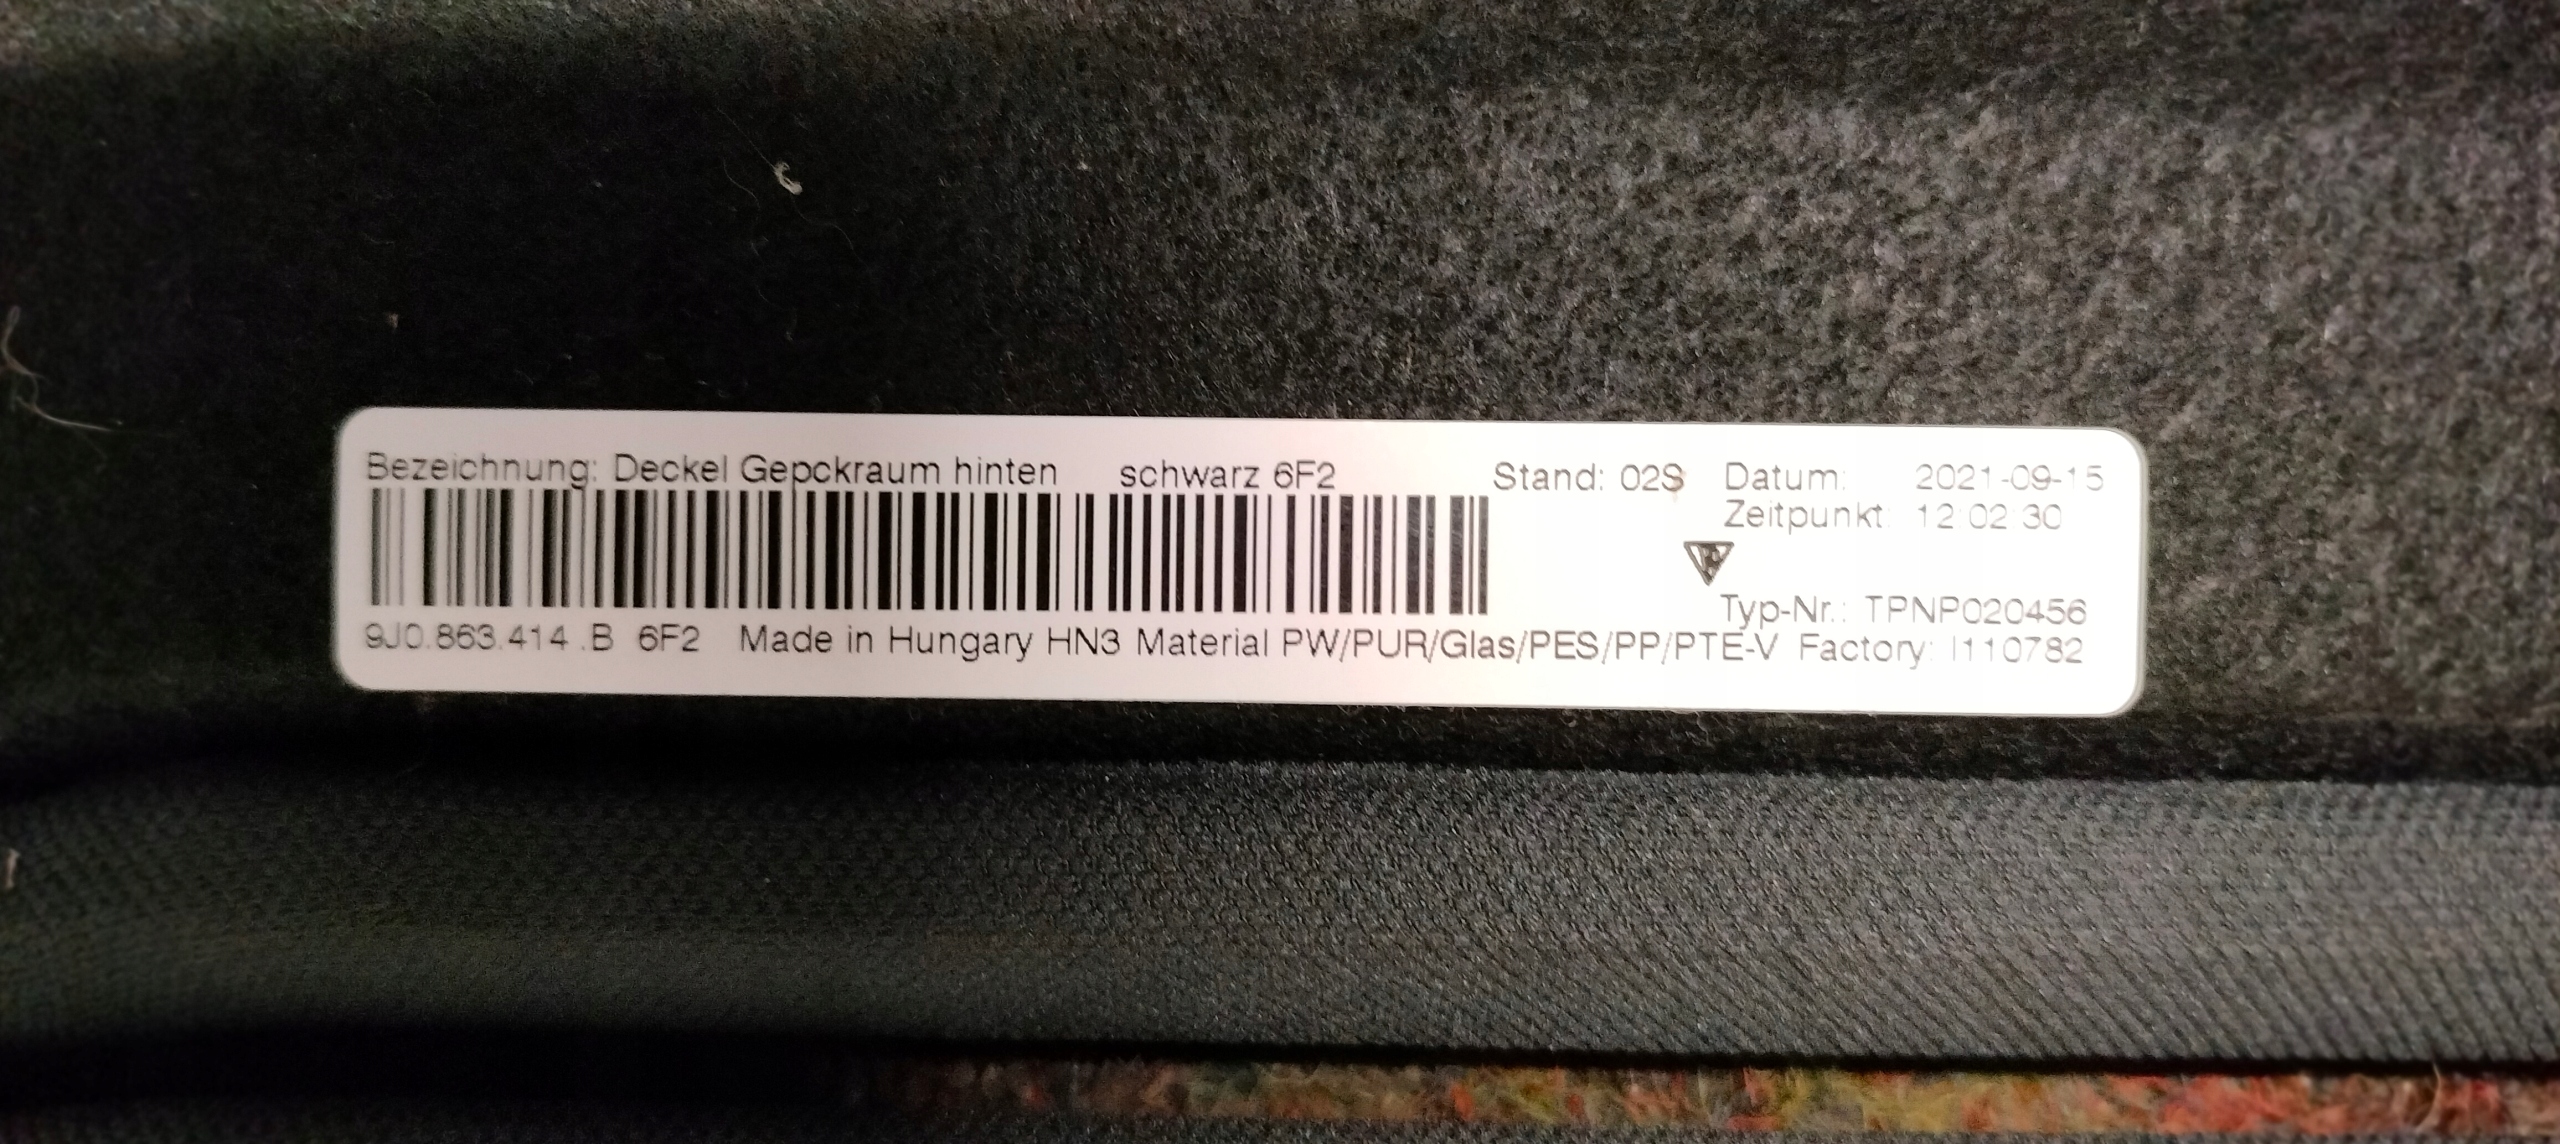 Bezeichnung: Deckel Gepckraum hinten schwarz 6F2 Stand: 02S Datum: 2021-09-15
Zeitpunkt: 12:02:30
Typ-Nr.: TPNP020456
9J0.863.414 .B 6F2 Made in Hungary HN3 Material PW/PUR/Glas/PES/PP/PTE-V Factory: I110782